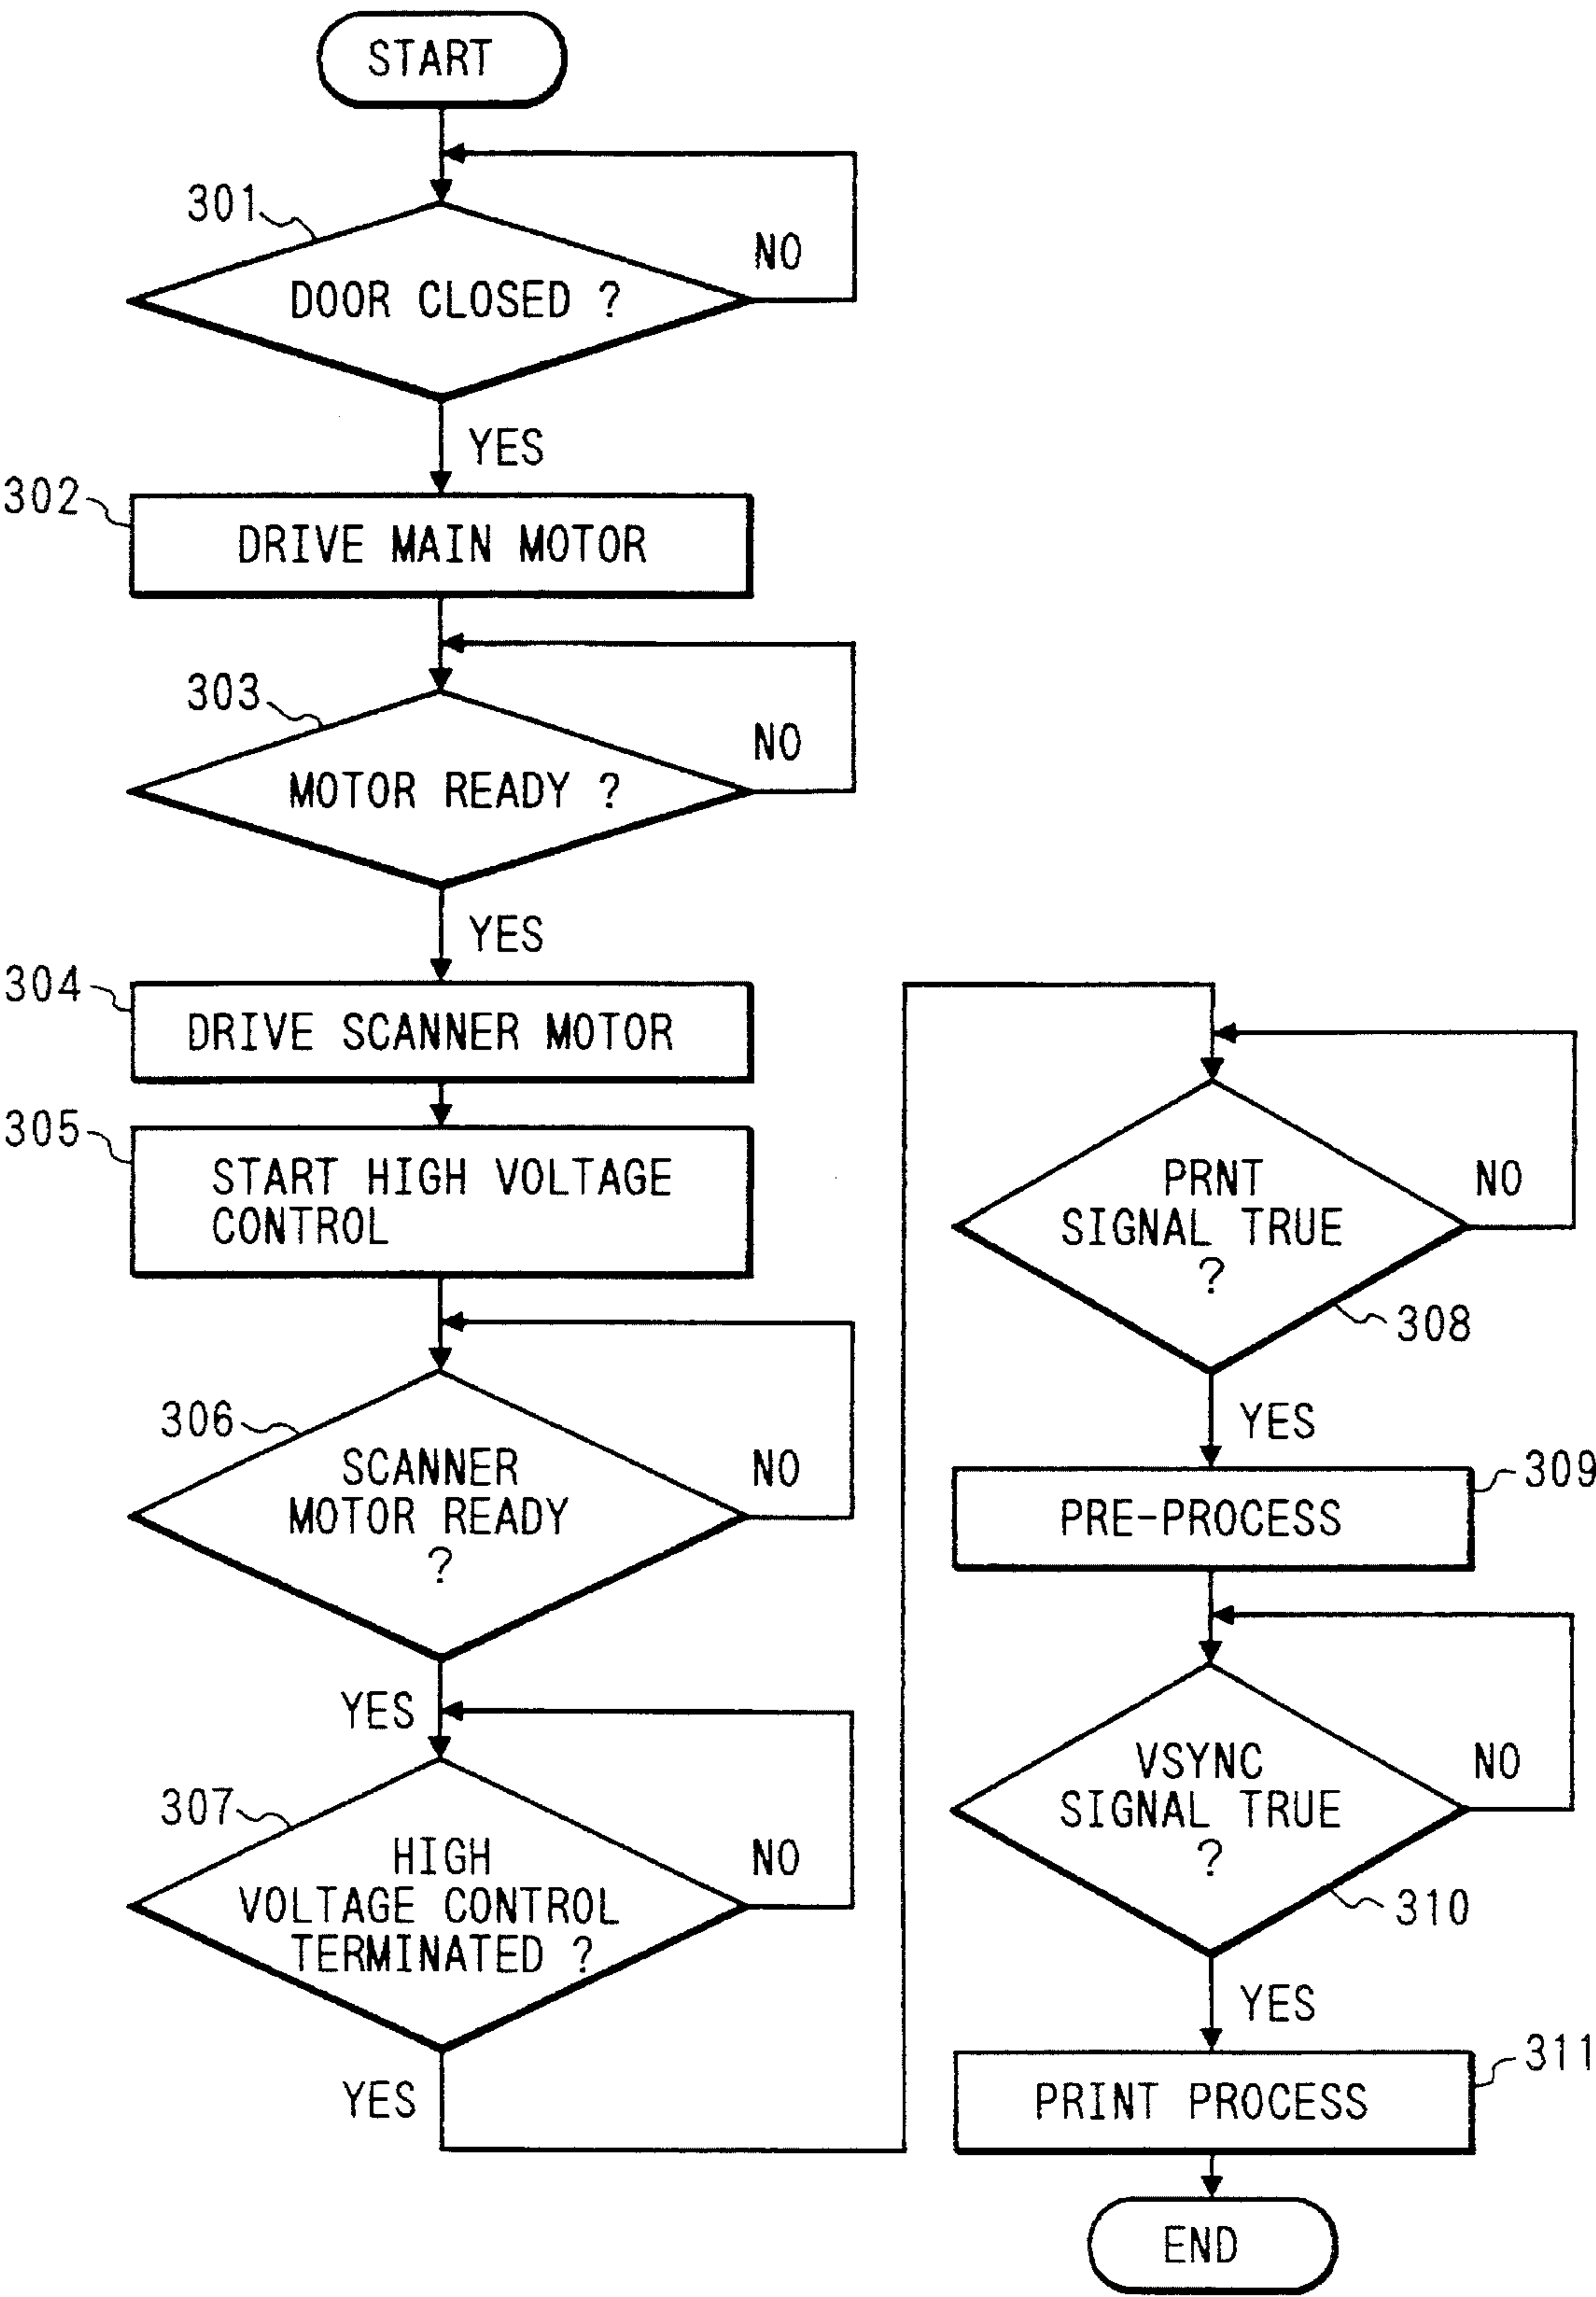 START
301
NO
DOOR CLOSED ?
YES
302
DRIVE MAIN MOTOR
303
NO
MOTOR READY ?
YES
304
DRIVE SCANNER MOTOR
305
START HIGH VOLTAGE
CONTROL
306
SCANNER
NO
MOTOR READY
?
YES
307
HIGH
NO
VOLTAGE CONTROL
TERMINATED ?
YES
PRNT
NO
SIGNAL TRUE
?
308
YES
309
PRE-PROCESS
VSYNC
NO
SIGNAL TRUE
?
310
YES
311
PRINT PROCESS
END